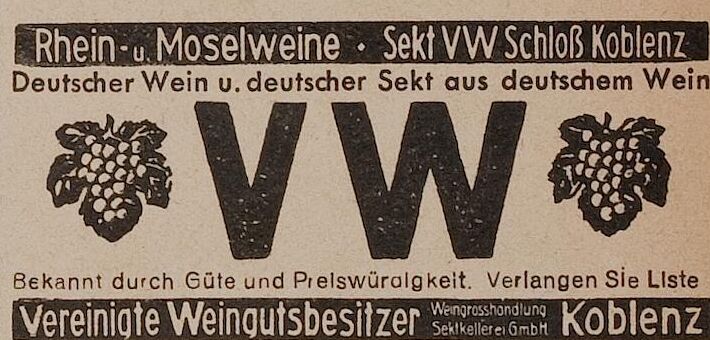 Rhein- u. Moselweine · Sekt VW Schloß Koblenz
Deutscher Wein u. deutscher Sekt aus deutschem Wein
VW
Bekannt durch Güte und Preiswürdigkeit. Verlangen Sie Liste
Vereinigte Weingutsbesitzer Weingrosshandlung Sektkellerei GmbH. Koblenz